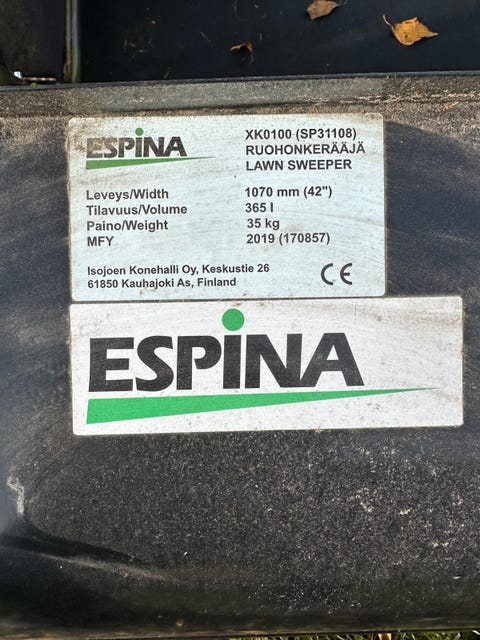 ESPINA
XK0100 (SP31108)
RUOHONKERÄÄJÄ
LAWN SWEEPER
Leveys/Width 1070 mm (42")
Tilavuus/Volume 365 l
Paino/Weight 35 kg
MFY 2019 (170857)
Isojoen Konehalli Oy, Keskustie 26
61850 Kauhajoki As, Finland
CE
ESPINA